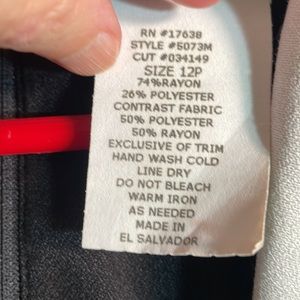 RN #17638
STYLE #5073M
CUT #034149
SIZE 12P
74%RAYON
26% POLYESTER
CONTRAST FABRIC
50% POLYESTER
50% RAYON
EXCLUSIVE OF TRIM
HAND WASH COLD
LINE DRY
DO NOT BLEACH
WARM IRON
AS NEEDED
MADE IN
EL SALVADOR